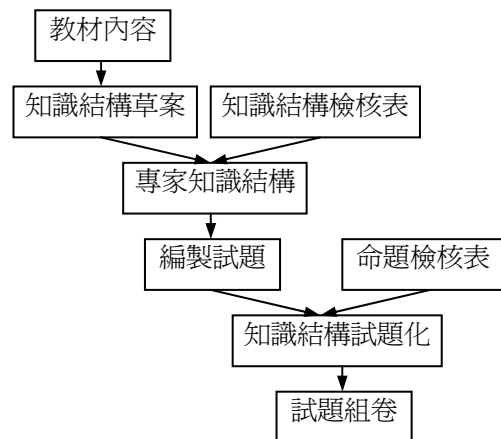 教材內容
知識結構草案
知識結構檢核表
專家知識結構
編製試題
命題檢核表
知識結構試題化
試題組卷